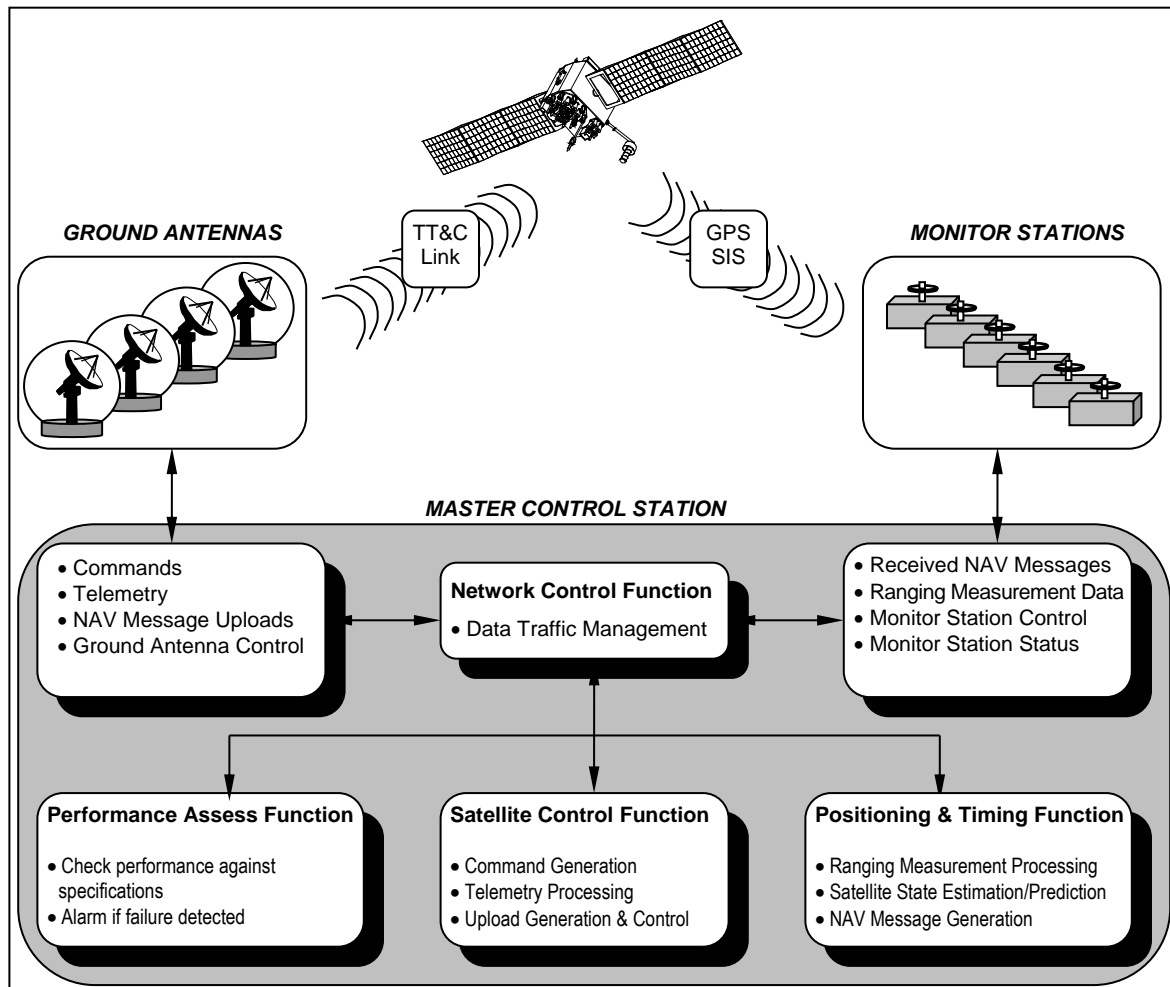 TT&C
Link
GPS
SIS
GROUND ANTENNAS
MONITOR STATIONS
MASTER CONTROL STATION
• Commands
• Telemetry
• NAV Message Uploads
• Ground Antenna Control
Network Control Function
• Data Traffic Management
• Received NAV Messages
• Ranging Measurement Data
• Monitor Station Control
• Monitor Station Status
Performance Assess Function
• Check performance against
specifications
• Alarm if failure detected
Satellite Control Function
• Command Generation
• Telemetry Processing
• Upload Generation & Control
Positioning & Timing Function
• Ranging Measurement Processing
• Satellite State Estimation/Prediction
• NAV Message Generation